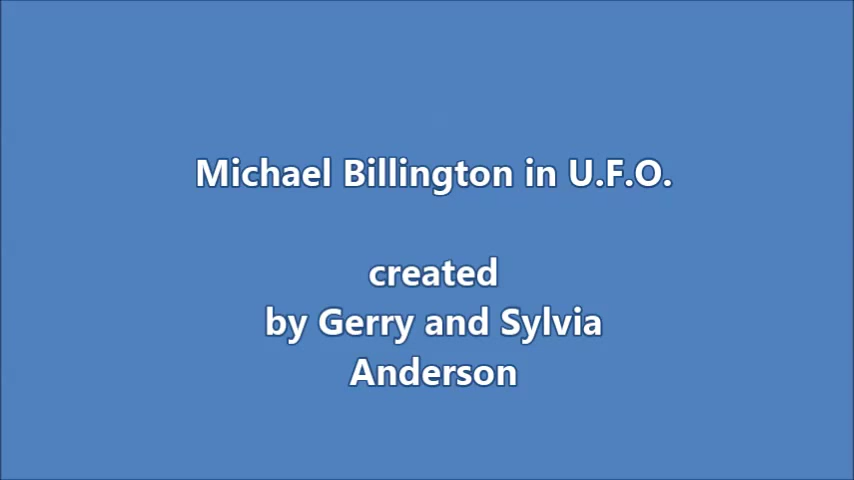 Michael Billington in U.F.O.
created
by Gerry and Sylvia
Anderson